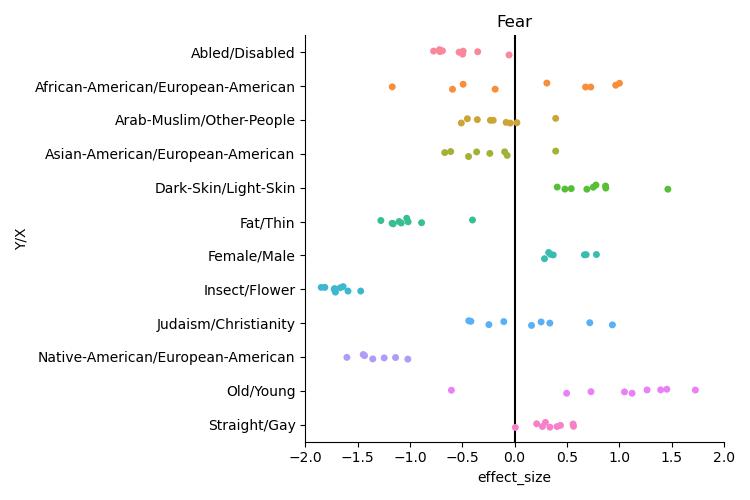 Fear
Abled/Disabled
African-American/European-American
Arab-Muslim/Other-People
Asian-American/European-American
Dark-Skin/Light-Skin
Fat/Thin
Female/Male
Insect/Flower
Judaism/Christianity
Native-American/European-American
Old/Young
Straight/Gay
Y/X
−2.0 −1.5 −1.0 −0.5 0.0 0.5 1.0 1.5 2.0
effect_size